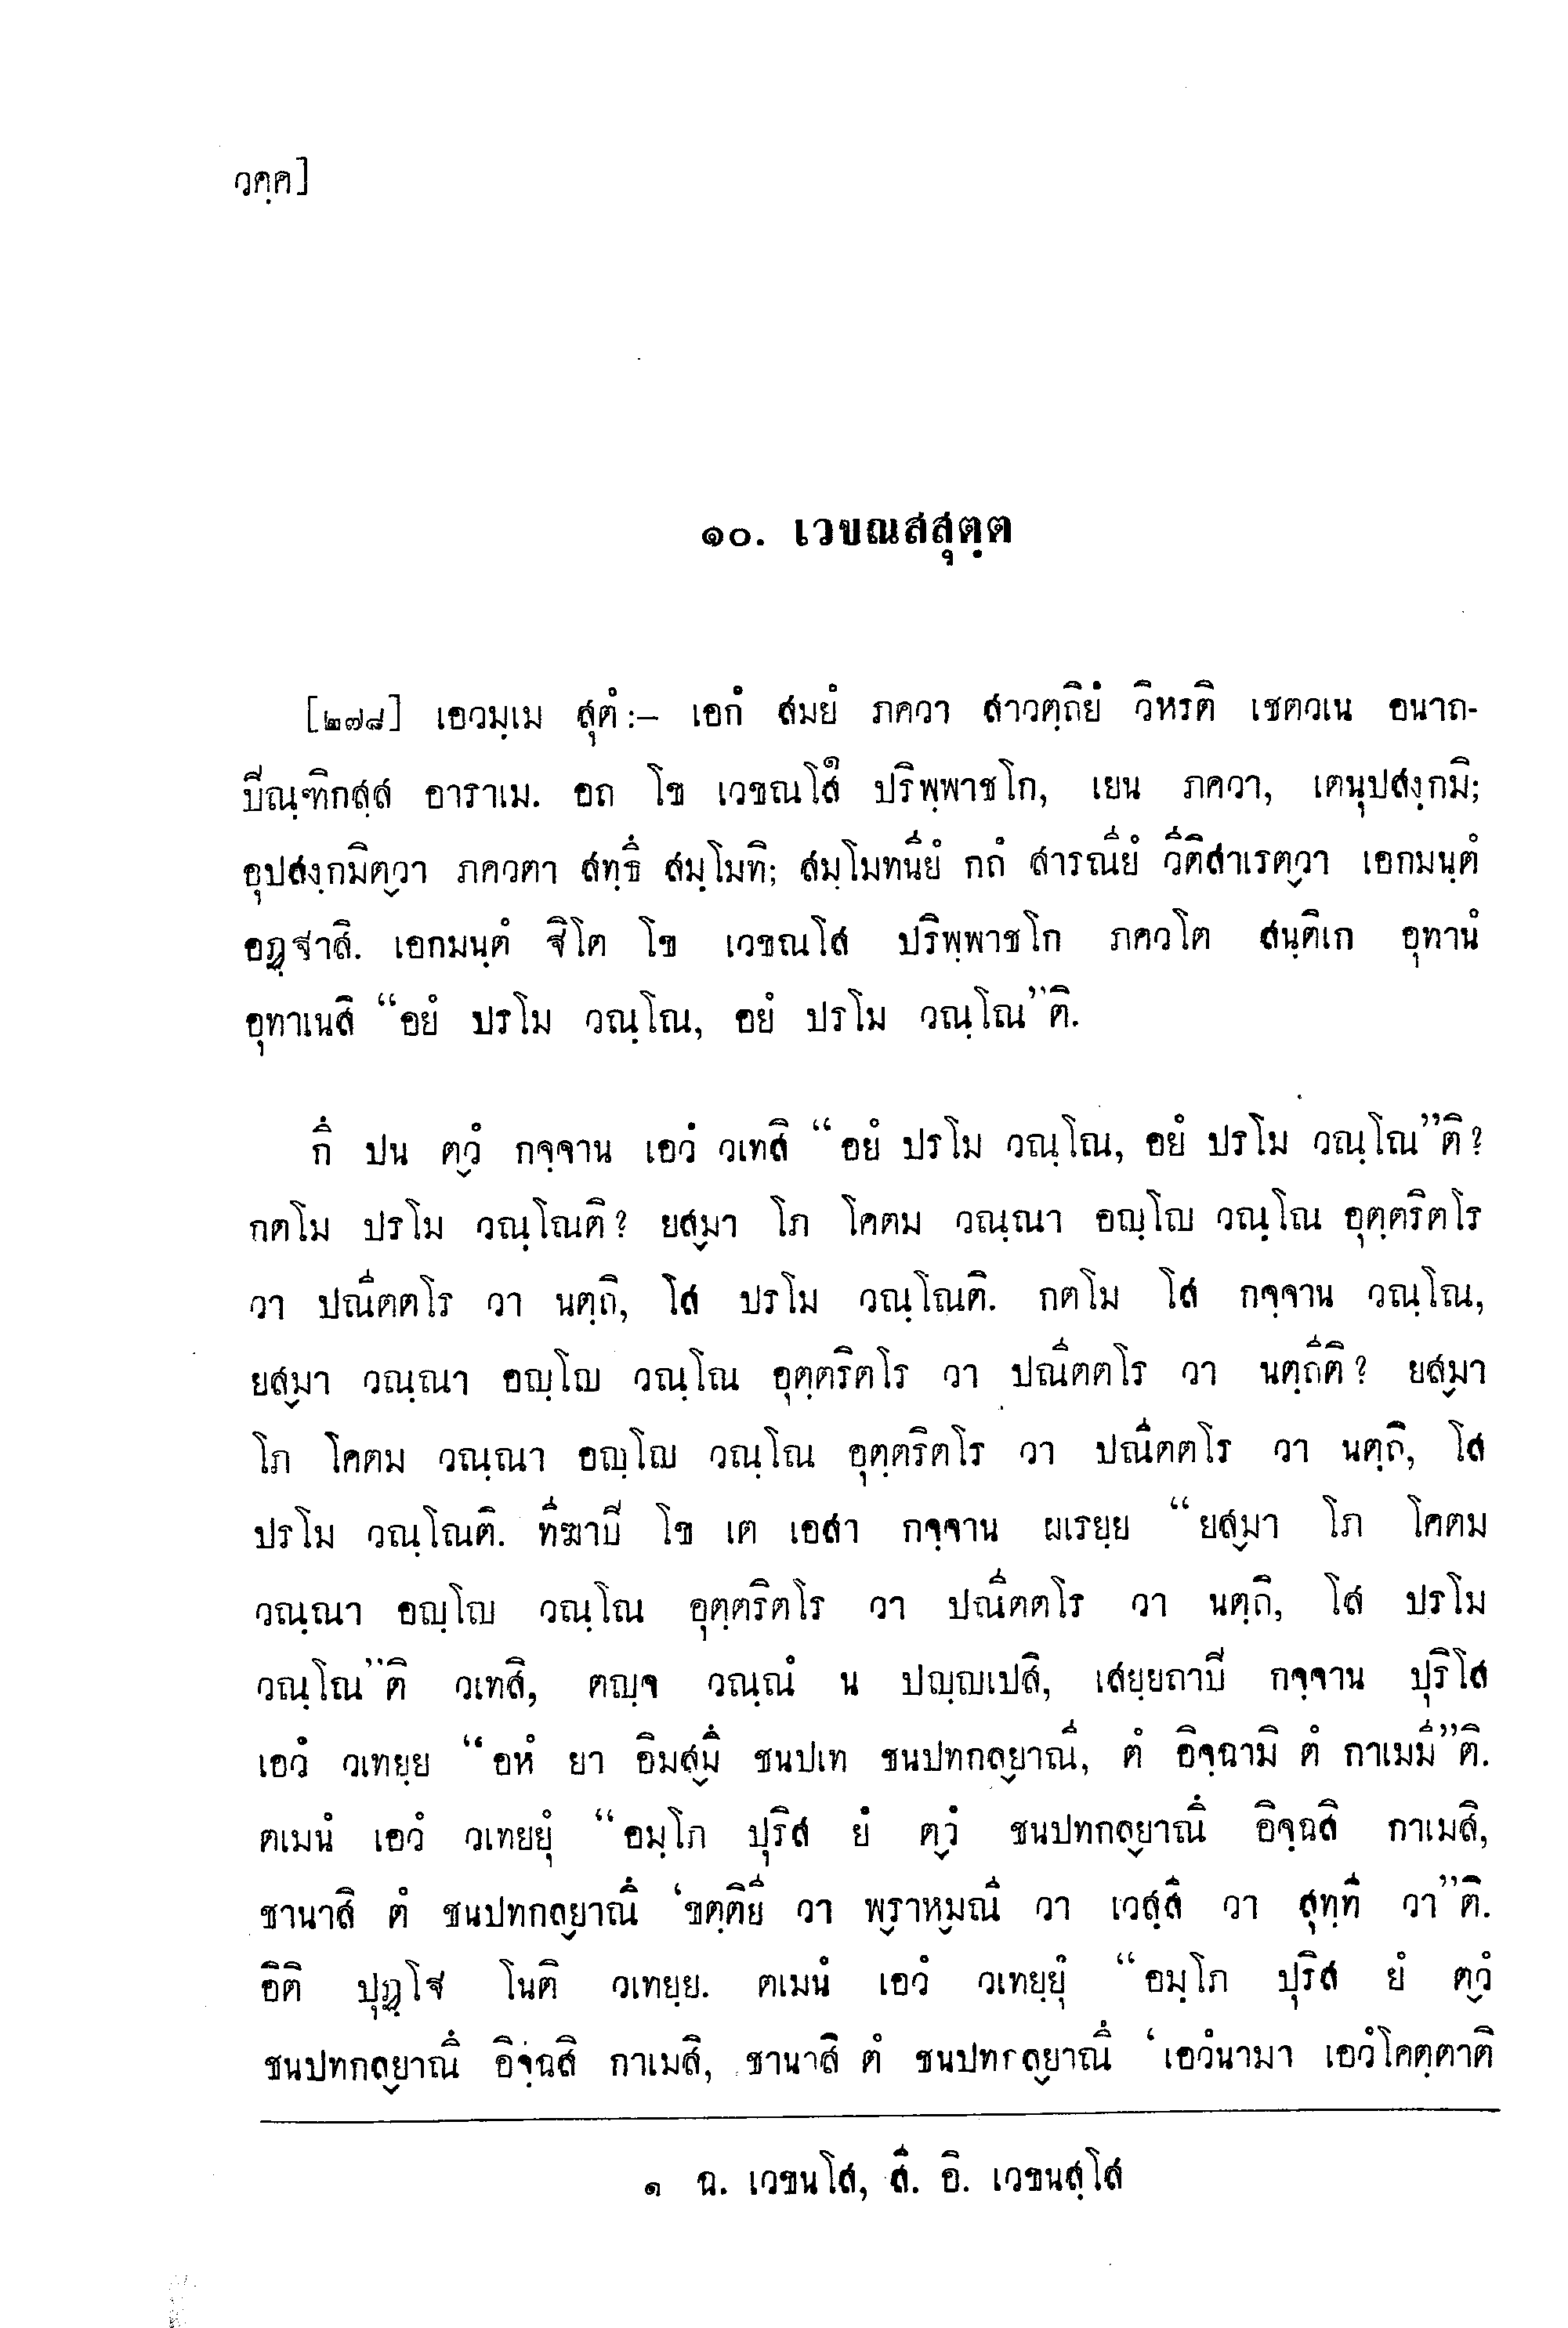 วคฺค]
๑๐. เวขณสสุตฺต
[๒๗๘] เอวมฺเม สุตํ :– เอกํ สมยํ ภควา สาวตฺถิยํ วิหรติ เชตวเน อนาถ-
ปิณฺฑิกสฺส อาราเม. อถ โข เวขณโส๑ ปริพฺพาชโก, เยน ภควา, เตนุปสงฺกมิ;
อุปสงฺกมิตฺวา ภควตา สทฺธึ สมฺโมทิ; สมฺโมทนียํ กถํ สารณียํ วีติสาเรตฺวา เอกมนฺตํ
อฏฺฐาสิ. เอกมนฺตํ ฐิโต โข เวขณโส ปริพฺพาชโก ภควโต สนฺติเก อุทานํ
อุทาเนสิ “อยํ ปรโม วณฺโณ, อยํ ปรโม วณฺโณ”ติ.
กึ ปน ตฺวํ กจฺจาน เอวํ วเทสิ “อยํ ปรโม วณฺโณ, อยํ ปรโม วณฺโณ”ติ ?
กตโม ปรโม วณฺโณติ ? ยสฺมา โภ โคตม วณฺณา อญฺโญ วณฺโณ อุตฺตริตโร
วา ปณีตตโร วา นตฺถิ, โส ปรโม วณฺโณติ. กตโม โส กจฺจาน วณฺโณ,
ยสฺมา วณฺณา อญฺโญ วณฺโณ อุตฺตริตโร วา ปณีตตโร วา นตฺถีติ ? ยสฺมา
โภ โคตม วณฺณา อญฺโญ วณฺโณ อุตฺตริตโร วา ปณีตตโร วา นตฺถิ, โส
ปรโม วณฺโณติ. ทีฆาปิ โข เต เอสา กจฺจาน ผเรยฺย “ยสฺมา โภ โคตม
วณฺณา อญฺโญ วณฺโณ อุตฺตริตโร วา ปณีตตโร วา นตฺถิ, โส ปรโม
วณฺโณ”ติ วเทสิ, ตญฺจ วณฺณํ น ปญฺญเปสิ, เสยฺยถาปิ กจฺจาน ปุริโส
เอวํ วเทยฺย “อหํ ยา อิมสฺมึ ชนปเท ชนปทกลฺยาณี, ตํ อิจฺฉามิ ตํ กาเมมี”ติ.
ตเมนํ เอวํ วเทยยุํ “อมฺโภ ปุริส ยํ ตฺวํ ชนปทกลฺยาณึ อิจฺฉสิ กาเมสิ,
ชานาสิ ตํ ชนปทกลฺยาณึ ‘ขตฺติยี วา พฺราหฺมณี วา เวสฺสี วา สุทฺที วา”ติ.
อิติ ปุฏฺโฐ โนติ วเทยฺย. ตเมนํ เอวํ วเทยฺยุํ “อมฺโภ ปุริส ยํ ตฺวํ
ชนปทกลฺยาณึ อิจฺฉสิ กาเมสิ, ชานาสิ ตํ ชนปทกลฺยาณึ ‘เอวํนามา เอวํโคตฺตาติ
๑ ฉ. เวขนโส, สี. อิ. เวขนสฺโส